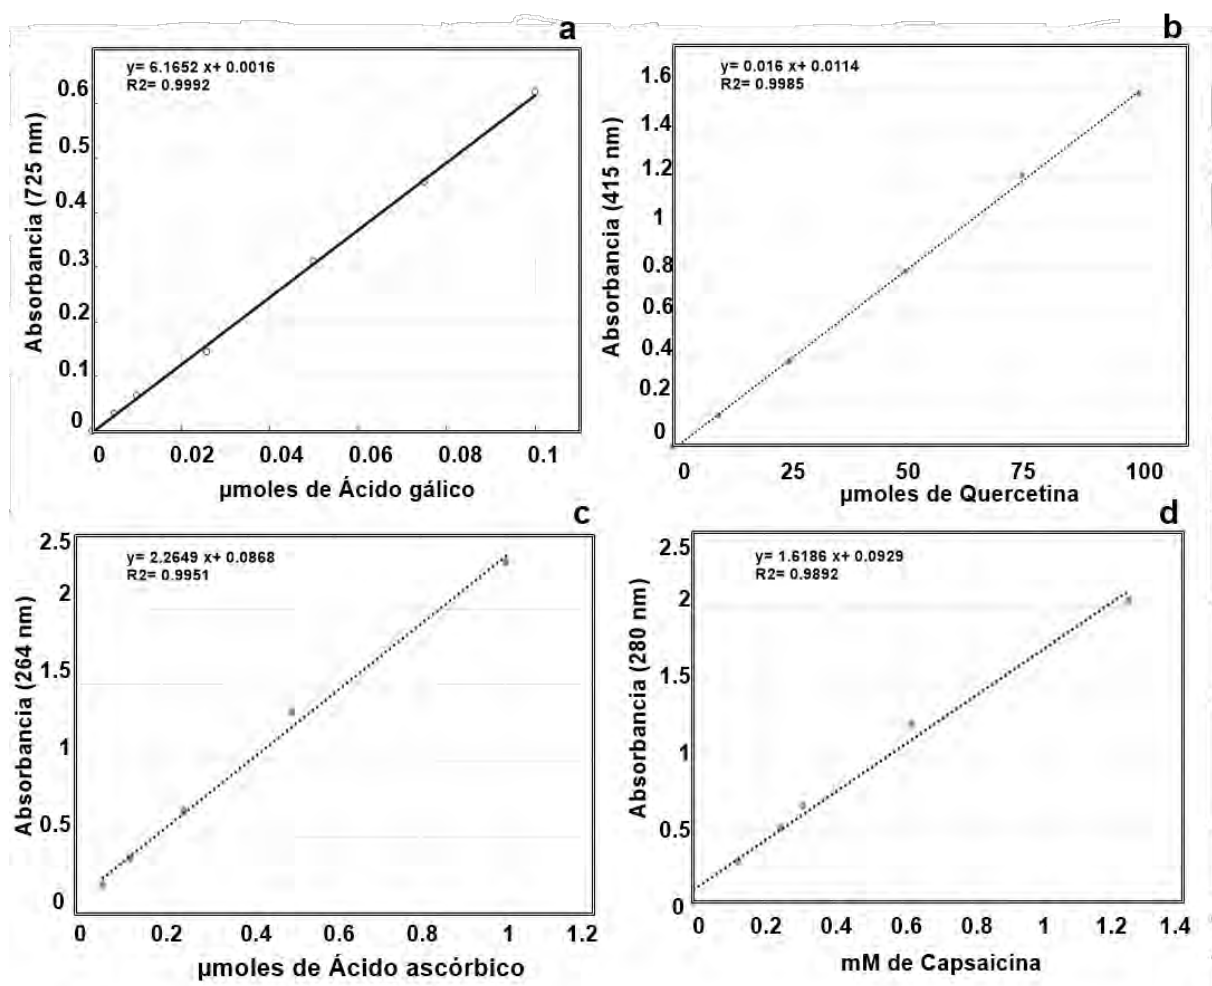 a
y= 6.1652 x+ 0.0016
R2= 0.9992
Absorbancia (725 nm)
0.6
0.5
0.4
0.3
0.2
0.1
0
0 0.02 0.04 0.06 0.08 0.1
µmoles de Ácido gálico
b
y= 0.016 x+ 0.0114
R2= 0.9985
Absorbancia (415 nm)
1.6
1.4
1.2
1
0.8
0.6
0.4
0.2
0
0 25 50 75 100
µmoles de Quercetina
c
y= 2.2649 x+ 0.0868
R2= 0.9951
Absorbancia (264 nm)
2.5
2
1.5
1
0.5
0
0 0.2 0.4 0.6 0.8 1 1.2
µmoles de Ácido ascórbico
d
y= 1.6186 x+ 0.0929
R2= 0.9892
Absorbancia (280 nm)
2.5
2
1.5
1
0.5
0
0 0.2 0.4 0.6 0.8 1 1.2 1.4
mM de Capsaicina